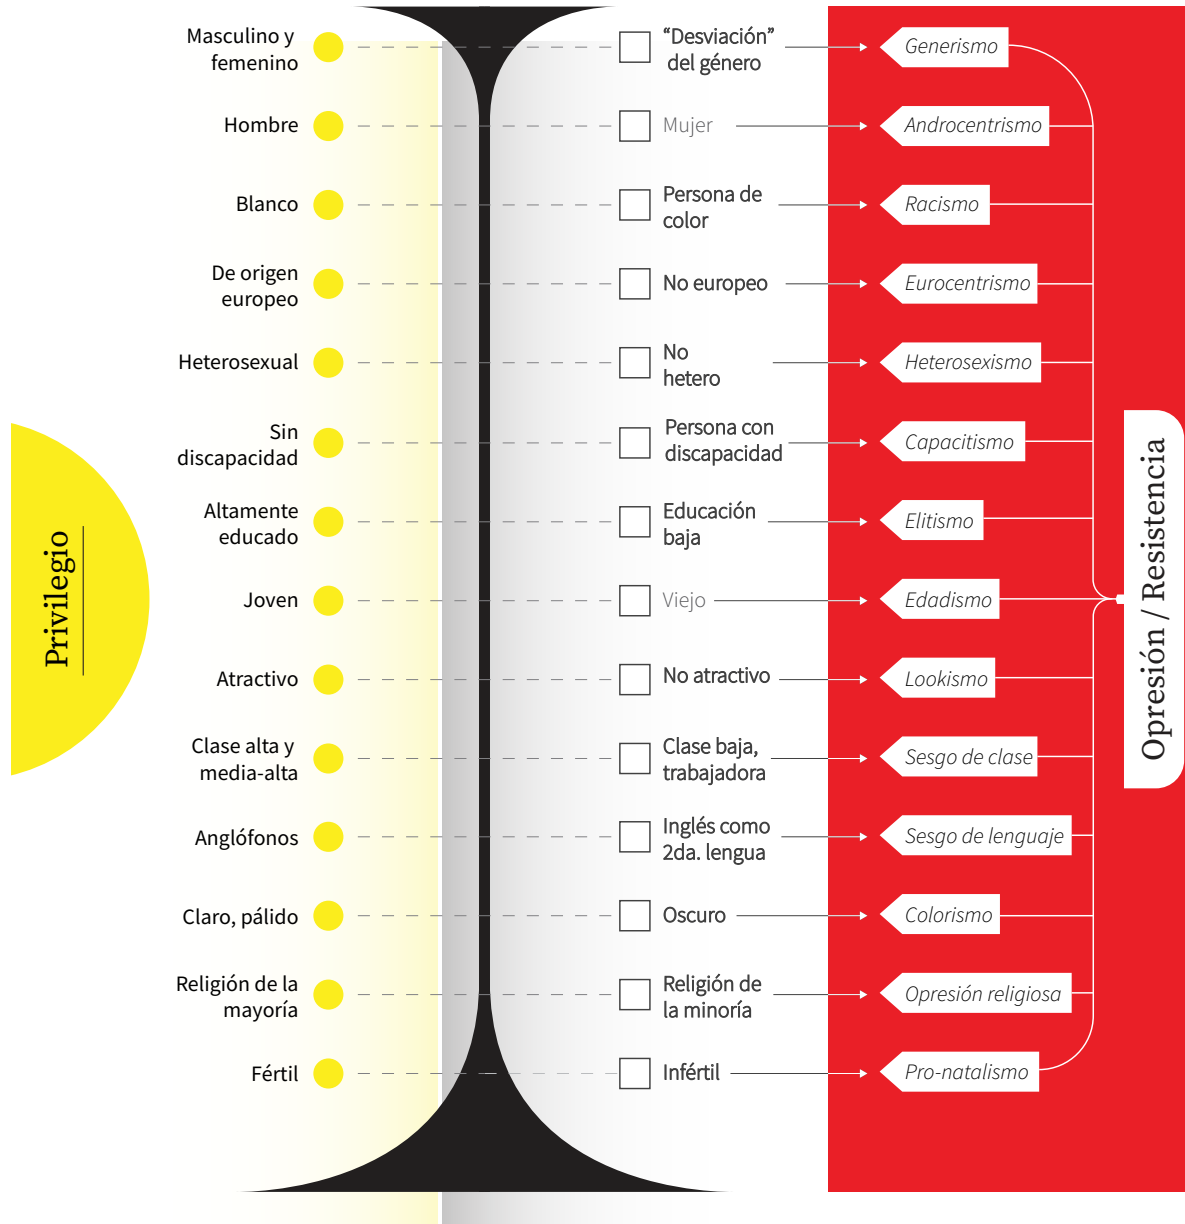 Privilegio
Masculino y
femenino
“Desviación”
del género
Generismo
Hombre
Mujer
Androcentrismo
Blanco
Persona de
color
Racismo
De origen
europeo
No europeo
Eurocentrismo
Heterosexual
No
hetero
Heterosexismo
Sin
discapacidad
Persona con
discapacidad
Capacitismo
Altamente
educado
Educación
baja
Elitismo
Joven
Viejo
Edadismo
Atractivo
No atractivo
Lookismo
Clase alta y
media-alta
Clase baja,
trabajadora
Sesgo de clase
Anglófonos
Inglés como
2da. lengua
Sesgo de lenguaje
Claro, pálido
Oscuro
Colorismo
Religión de la
mayoría
Religión de
la minoría
Opresión religiosa
Fértil
Infértil
Pro-natalismo
Opresión / Resistencia